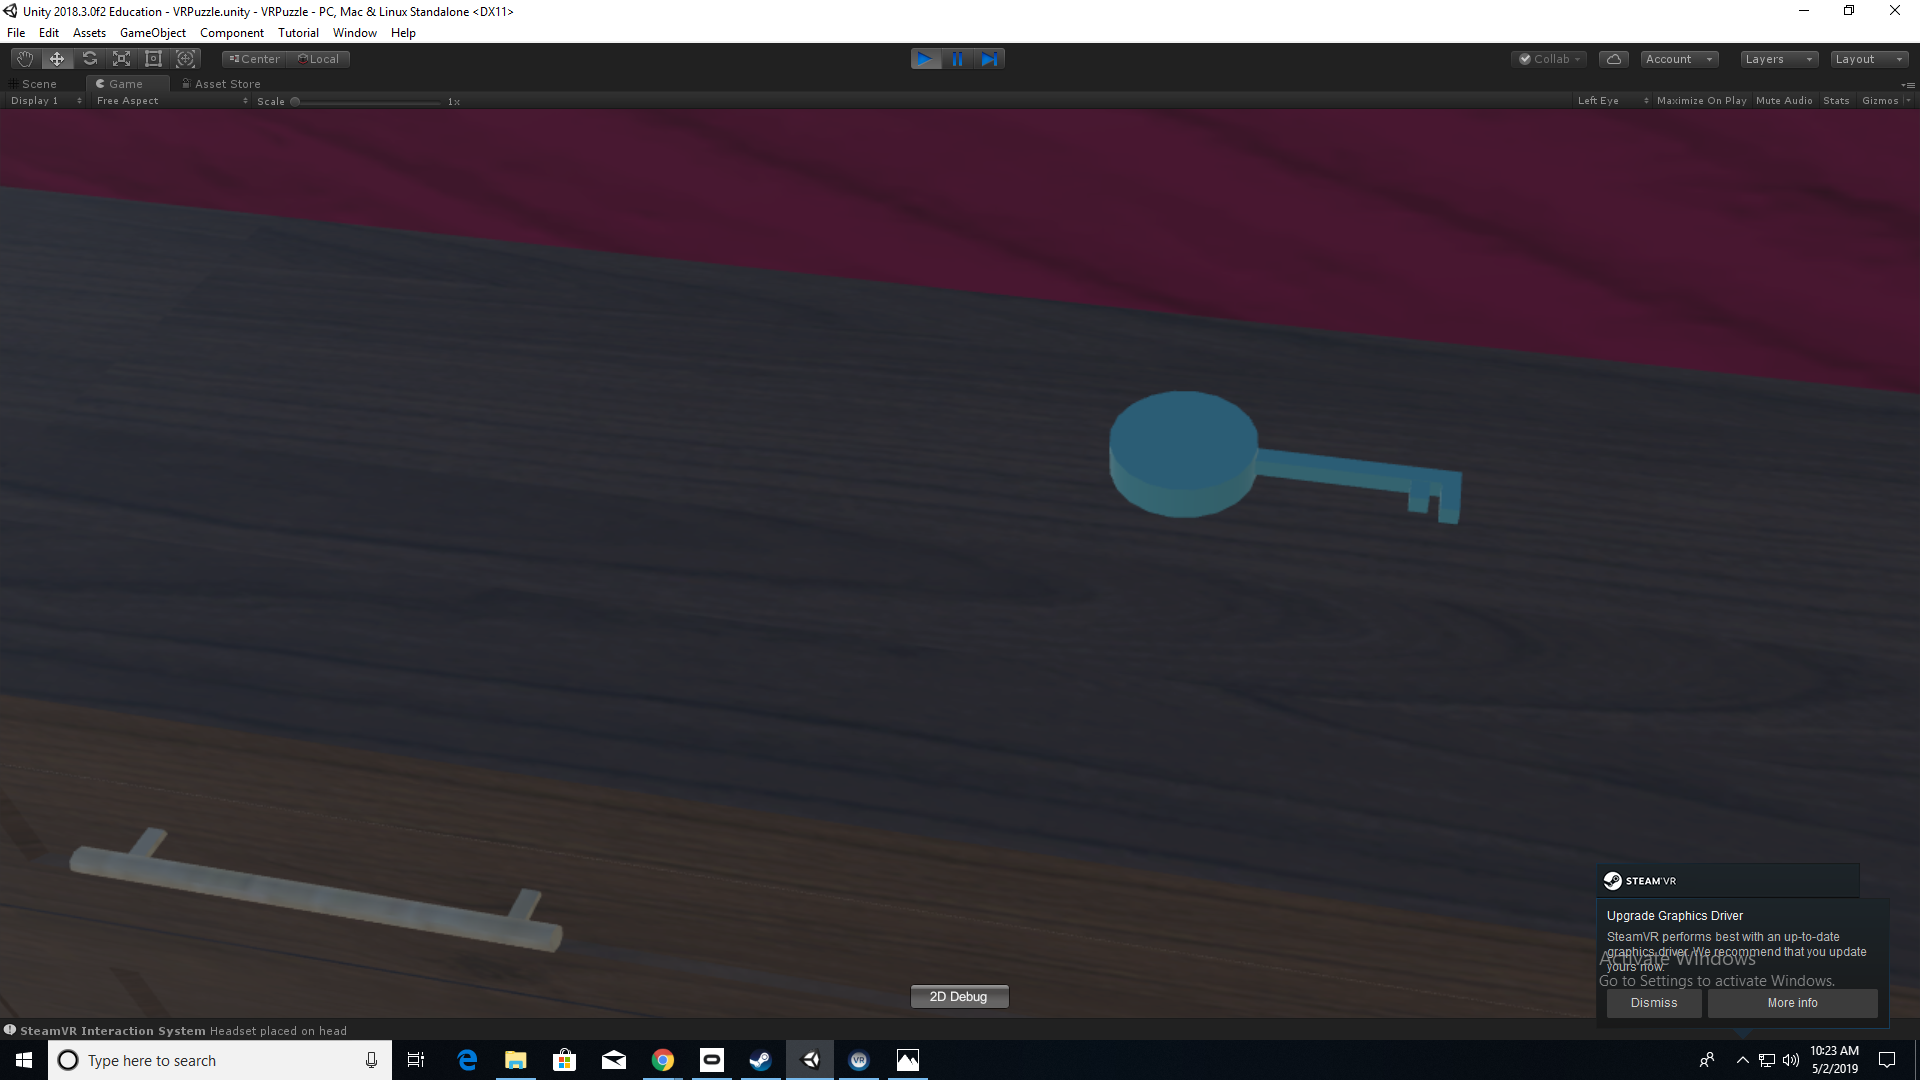 Unity 2018.3.0f2 Education - VRPuzzle.unity - VRPuzzle - PC, Mac & Linux Standalone <DX11>
File Edit Assets GameObject Component Tutorial Window Help
Center Local Collab Account Layers Layout
Scene Game Asset Store
Display 1 Free Aspect Scale 1x Left Eye Maximize On Play Mute Audio Stats Gizmos
STEAM VR
Upgrade Graphics Driver
SteamVR performs best with an up-to-date
graphics driver. We recommend that you update
yours now.
Activate Windows
Go to Settings to activate Windows.
Dismiss More info
2D Debug
SteamVR Interaction System Headset placed on head
Type here to search
VR
10:23 AM
5/2/2019